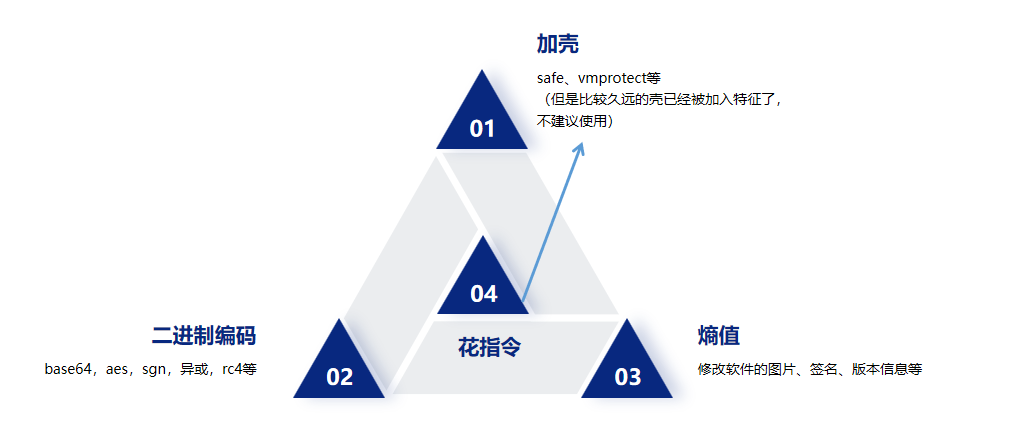 加壳
safe、vmprotect等
（但是比较久远的壳已经被加入特征了，
不建议使用）
01
04
花指令
二进制编码
base64，aes，sgn，异或，rc4等
02
熵值
修改软件的图片、签名、版本信息等
03